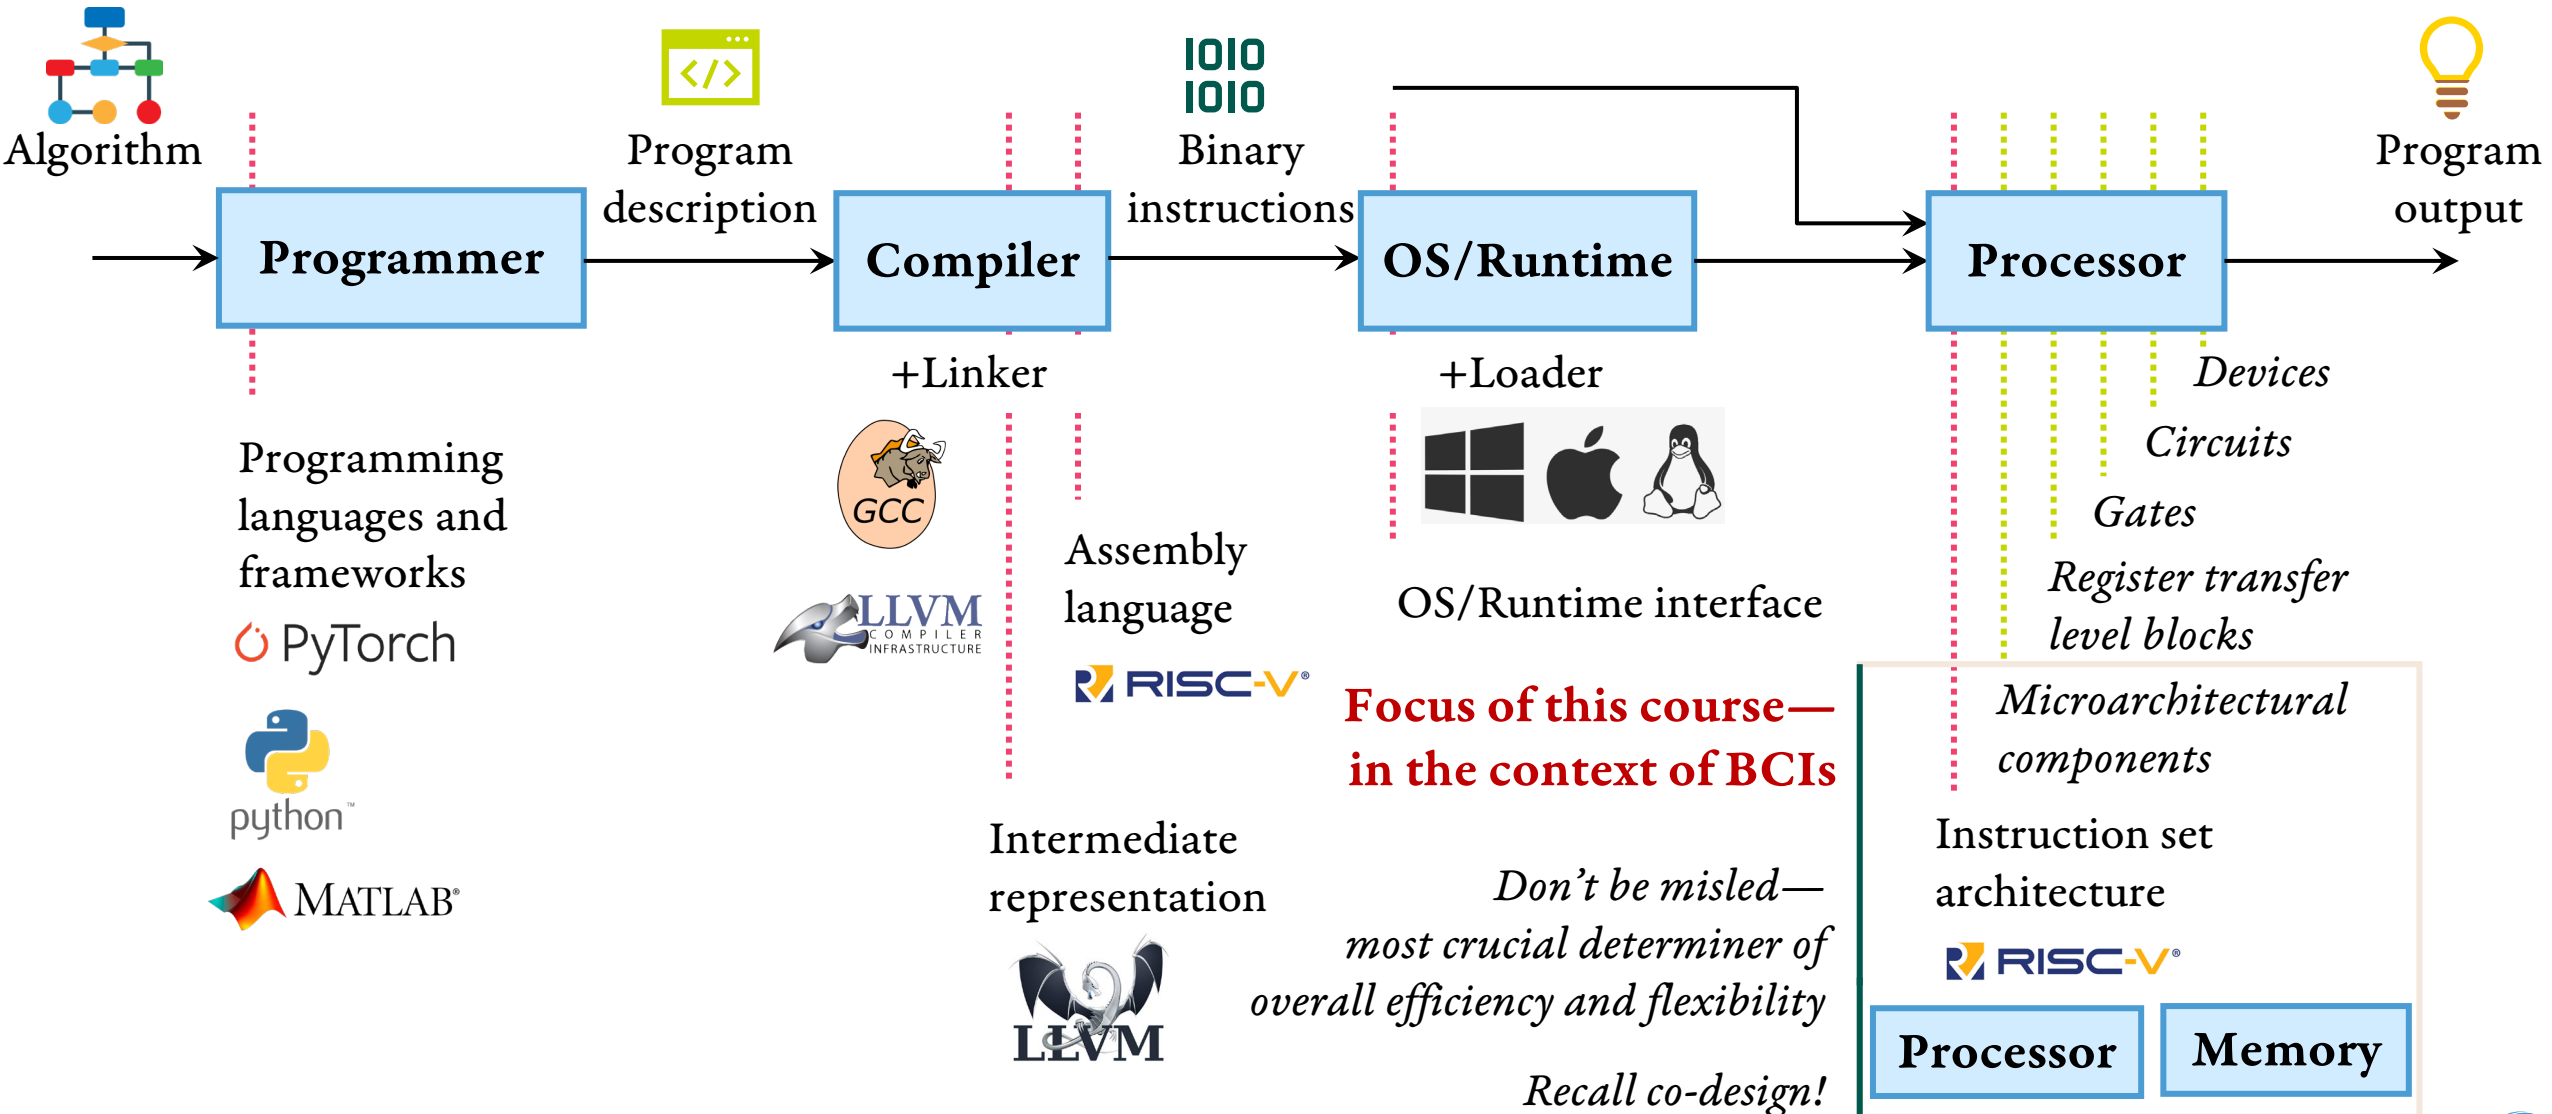 Algorithm
</>
Program
description
1010
1010
Binary
instructions
Program
output
Programmer
Compiler
OS/Runtime
Processor
+Linker
+Loader
Programming
languages and
frameworks
PyTorch
python™
MATLAB®
GCC
LLVM
COMPILER
INFRASTRUCTURE
Assembly
language
RISC-V®
Intermediate
representation
LLVM
OS/Runtime interface
Focus of this course—
in the context of BCIs
Don't be misled—
most crucial determiner of
overall efficiency and flexibility
Recall co-design!
Devices
Circuits
Gates
Register transfer
level blocks
Microarchitectural
components
Instruction set
architecture
RISC-V®
Processor
Memory